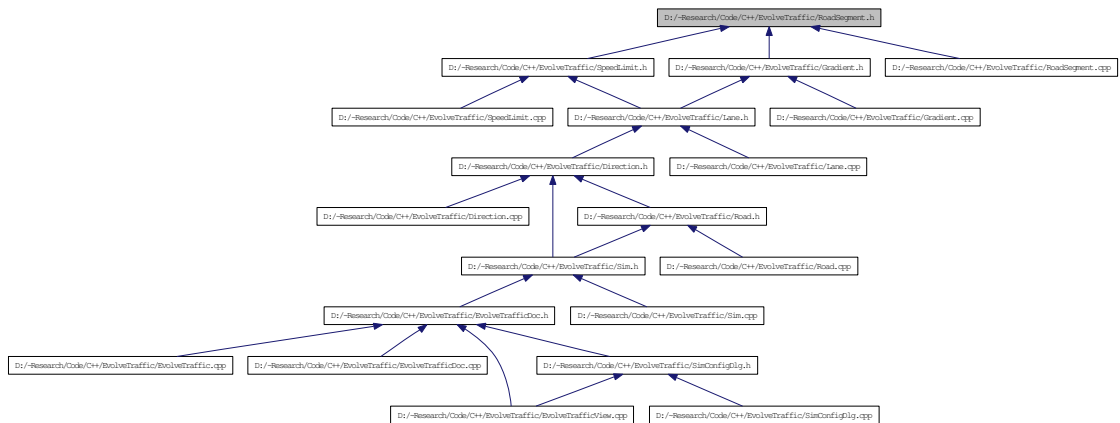 D:/-Research/Code/C++/EvolveTraffic/RoadSegment.h
D:/-Research/Code/C++/EvolveTraffic/SpeedLimit.h
D:/-Research/Code/C++/EvolveTraffic/Gradient.h
D:/-Research/Code/C++/EvolveTraffic/RoadSegment.cpp
D:/-Research/Code/C++/EvolveTraffic/SpeedLimit.cpp
D:/-Research/Code/C++/EvolveTraffic/Lane.h
D:/-Research/Code/C++/EvolveTraffic/Gradient.cpp
D:/-Research/Code/C++/EvolveTraffic/Direction.h
D:/-Research/Code/C++/EvolveTraffic/Lane.cpp
D:/-Research/Code/C++/EvolveTraffic/Direction.cpp
D:/-Research/Code/C++/EvolveTraffic/Road.h
D:/-Research/Code/C++/EvolveTraffic/Sim.h
D:/-Research/Code/C++/EvolveTraffic/Road.cpp
D:/-Research/Code/C++/EvolveTraffic/EvolveTrafficDoc.h
D:/-Research/Code/C++/EvolveTraffic/Sim.cpp
D:/-Research/Code/C++/EvolveTraffic/EvolveTraffic.cpp
D:/-Research/Code/C++/EvolveTraffic/EvolveTrafficDoc.cpp
D:/-Research/Code/C++/EvolveTraffic/SimConfigDlg.h
D:/-Research/Code/C++/EvolveTraffic/EvolveTrafficView.cpp
D:/-Research/Code/C++/EvolveTraffic/SimConfigDlg.cpp